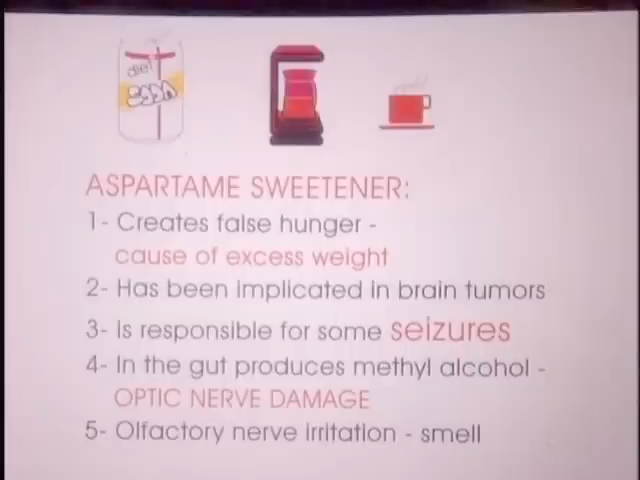 diet
SODA
ASPARTAME SWEETENER:
1- Creates false hunger -
cause of excess weight
2- Has been implicated in brain tumors
3- Is responsible for some seizures
4- In the gut produces methyl alcohol -
OPTIC NERVE DAMAGE
5- Olfactory nerve irritation - smell